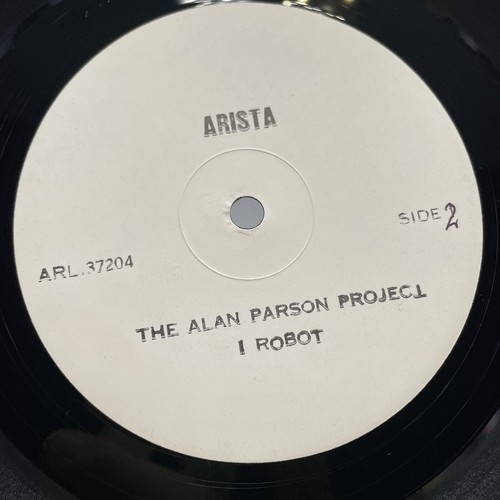 ARISTA
SIDE 2
ARL.37204
THE ALAN PARSON PROJECT
I ROBOT